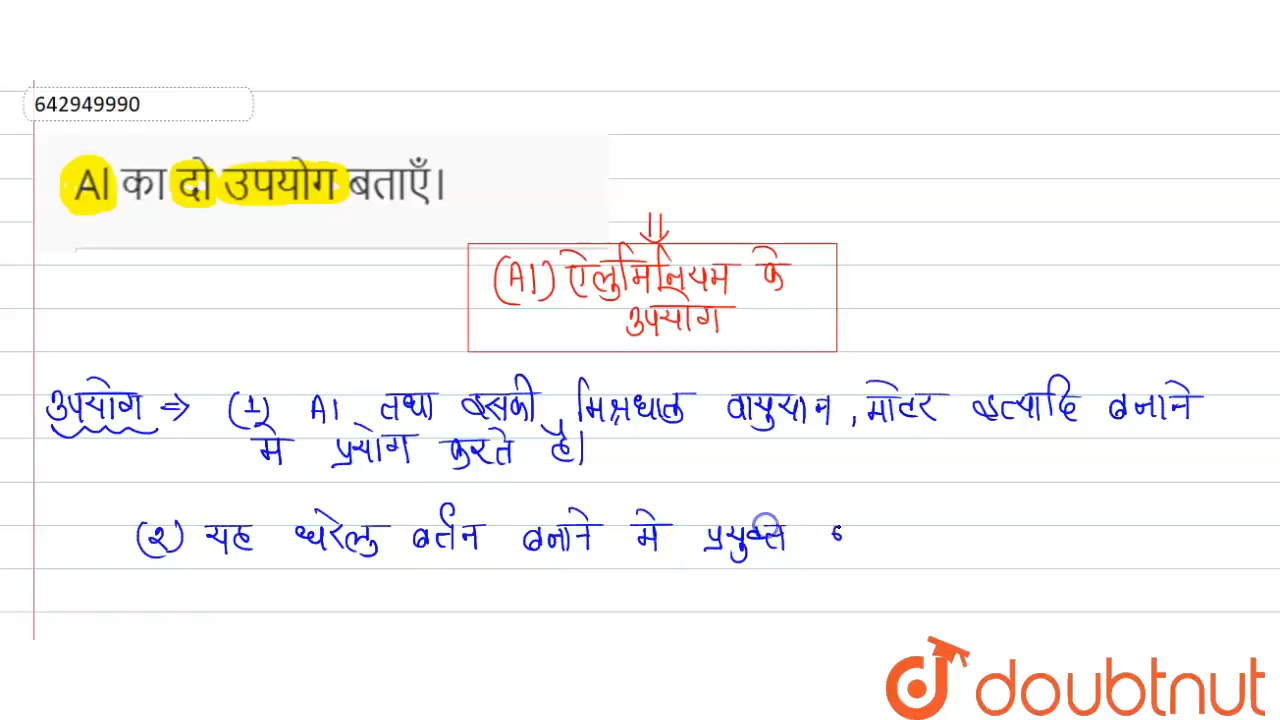 642949990
Al का दो उपयोग बताएँ।
(Al) ऐलुमिनियम के
उपयोग
उपयोग ⇒ (1) Al तथा इसकी मिश्रधातु वायुयान, मोटर इत्यादि बनाने
मे प्रयोग करते है।
(२) यह घरेलु बर्तन बनाने मे प्रयुक्त
doubtnut